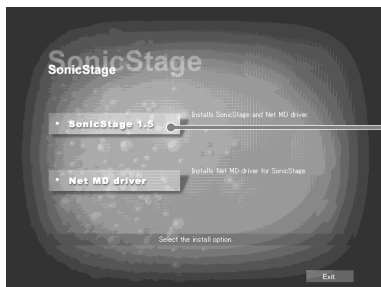 SonicStage
SonicStage
• SonicStage 1.5
Installs SonicStage and Net MD driver.
• Net MD driver
Installs Net MD driver for SonicStage.
Select the install option.
Exit